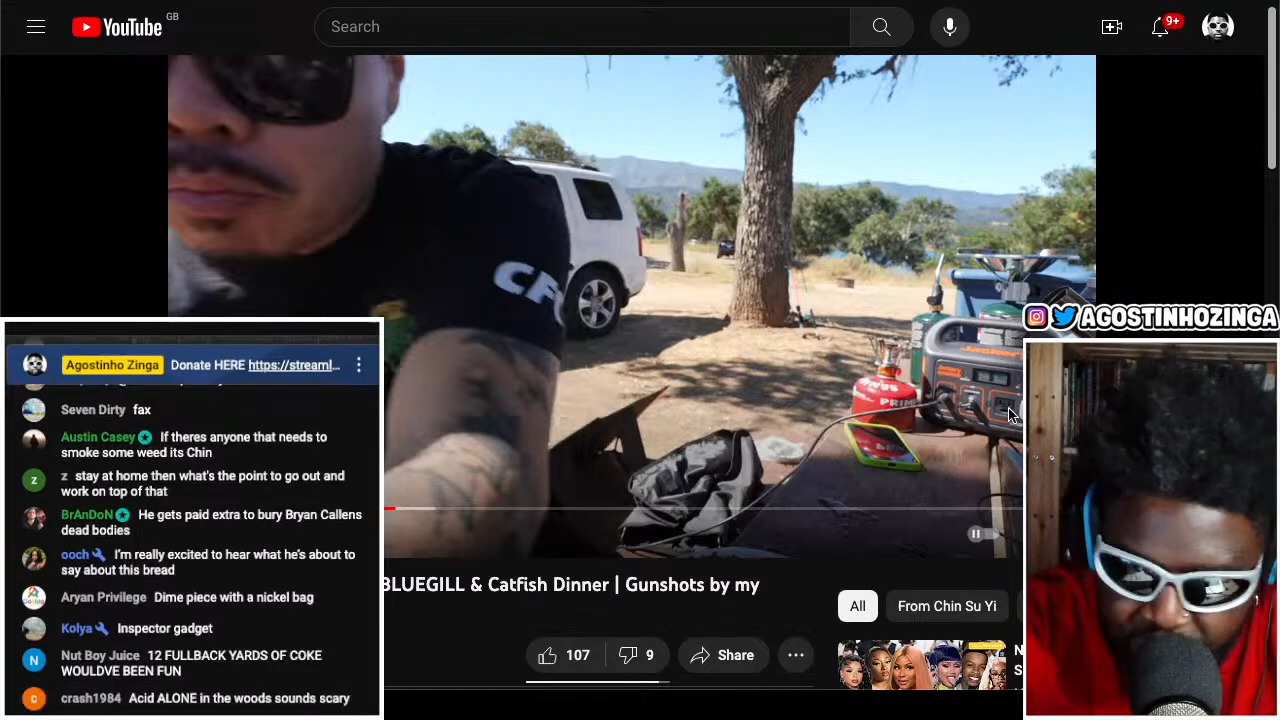 YouTube GB
Search
9+
CF
PRIM
AGOSTINHOZINGA
Agostinho Zinga Donate HERE https://streaml...
Seven Dirty fax
Austin Casey If theres anyone that needs to
smoke some weed its Chin
z stay at home then what's the point to go out and
work on top of that
BrAnDoN He gets paid extra to bury Bryan Callens
dead bodies
ooch I'm really excited to hear what he's about to
say about this bread
Aryan Privilege Dime piece with a nickel bag
Kolya Inspector gadget
Nut Boy Juice 12 FULLBACK YARDS OF COKE
WOULDVE BEEN FUN
crash1984 Acid ALONE in the woods sounds scary
BLUEGILL & Catfish Dinner | Gunshots by my
107 9 Share
All From Chin Su Yi
N
S